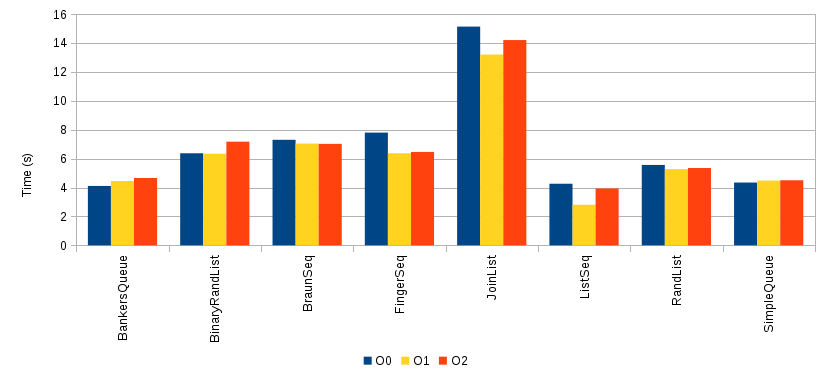 16
14
12
10
8
6
4
2
0
Time (s)
BankersQueue
BinaryRandList
BraunSeq
FingerSeq
JoinList
ListSeq
RandList
SimpleQueue
O0 O1 O2